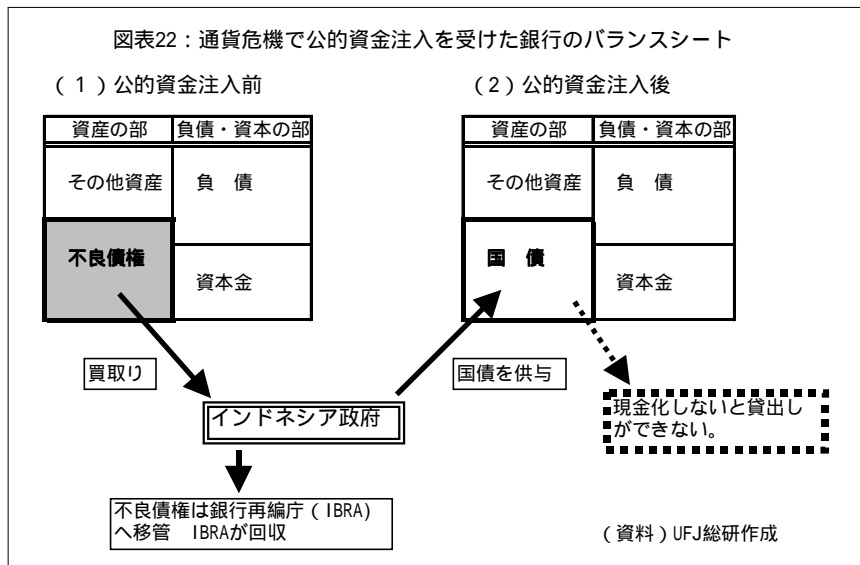 図表22：通貨危機で公的資金注入を受けた銀行のバランスシート
（１）公的資金注入前
資産の部 負債・資本の部
その他資産 負　債
不良債権
資本金
（2）公的資金注入後
資産の部 負債・資本の部
その他資産 負　債
国　債
資本金
買取り
国債を供与
インドネシア政府
現金化しないと貸出し
ができない。
不良債権は銀行再編庁（IBRA)
へ移管　IBRAが回収
（資料）UFJ総研作成